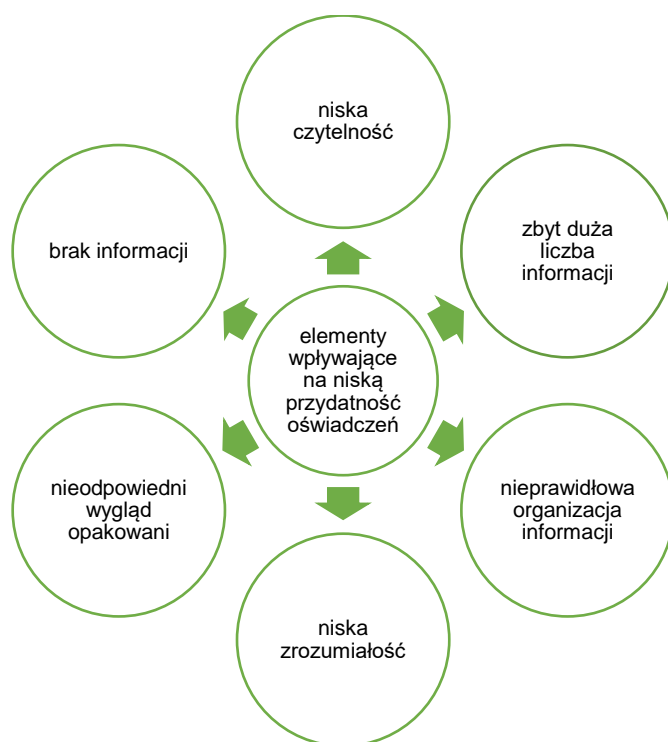 niska
czytelność
zbyt duża
liczba
informacji
brak informacji
elementy
wpływające
na niską
przydatność
oświadczeń
nieodpowiedni
wygląd
opakowani
nieprawidłowa
organizacja
informacji
niska
zrozumiałość